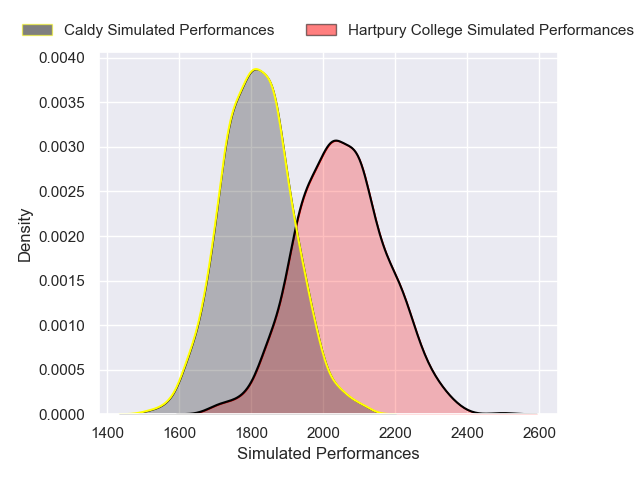 Caldy Simulated Performances
Hartpury College Simulated Performances
0.0040
0.0035
0.0030
0.0025
0.0020
0.0015
0.0010
0.0005
0.0000
Density
1400 1600 1800 2000 2200 2400 2600
Simulated Performances